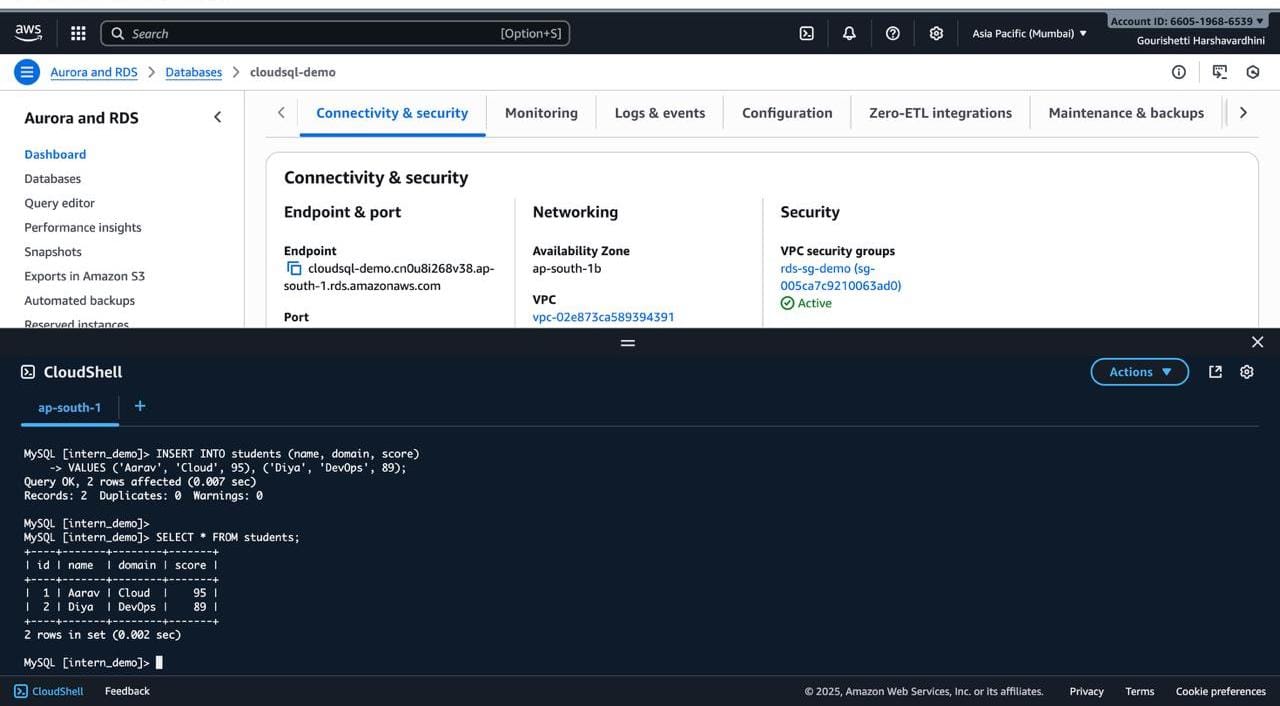 aws
Search [Option+S]
Asia Pacific (Mumbai) ▼
Account ID: 6605-1968-6539 ▼
Gourishetti Harshavardhini
Aurora and RDS > Databases > cloudsql-demo
Aurora and RDS
Dashboard
Databases
Query editor
Performance insights
Snapshots
Exports in Amazon S3
Automated backups
Reserved instances
Connectivity & security
Monitoring
Logs & events
Configuration
Zero-ETL integrations
Maintenance & backups
Connectivity & security
Endpoint & port
Endpoint
cloudsql-demo.cn0u8i268v38.ap-
south-1.rds.amazonaws.com
Port
Networking
Availability Zone
ap-south-1b
VPC
vpc-02e873ca589394391
Security
VPC security groups
rds-sg-demo (sg-
005ca7c9210063ad0)
Active
CloudShell
Actions ▼
ap-south-1
+
MySQL [intern_demo]> INSERT INTO students (name, domain, score)
    -> VALUES ('Aarav', 'Cloud', 95), ('Diya', 'DevOps', 89);
Query OK, 2 rows affected (0.007 sec)
Records: 2  Duplicates: 0  Warnings: 0
MySQL [intern_demo]>
MySQL [intern_demo]> SELECT * FROM students;
+----+-------+--------+-------+
| id | name  | domain | score |
+----+-------+--------+-------+
|  1 | Aarav | Cloud  |    95 |
|  2 | Diya  | DevOps |    89 |
+----+-------+--------+-------+
2 rows in set (0.002 sec)
MySQL [intern_demo]>
CloudShell
Feedback
© 2025, Amazon Web Services, Inc. or its affiliates.
Privacy
Terms
Cookie preferences